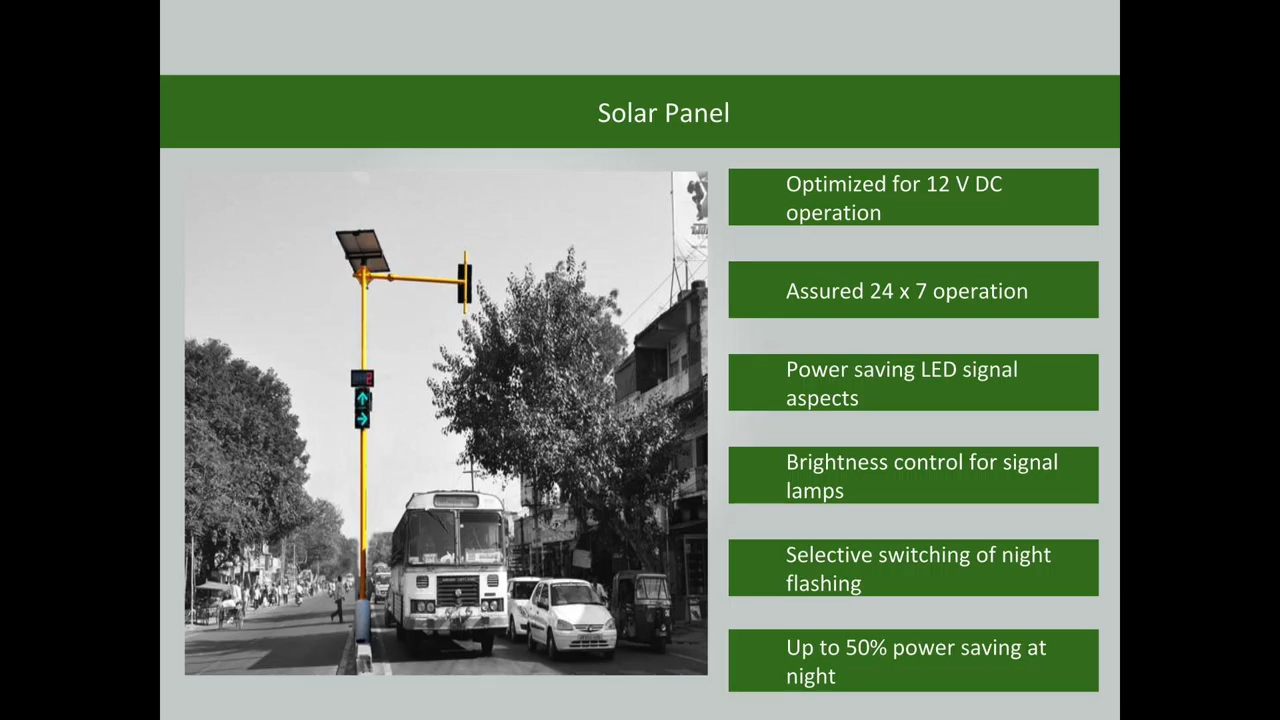 Solar Panel
Optimized for 12 V DC
operation
Assured 24 x 7 operation
Power saving LED signal
aspects
Brightness control for signal
lamps
Selective switching of night
flashing
Up to 50% power saving at
night